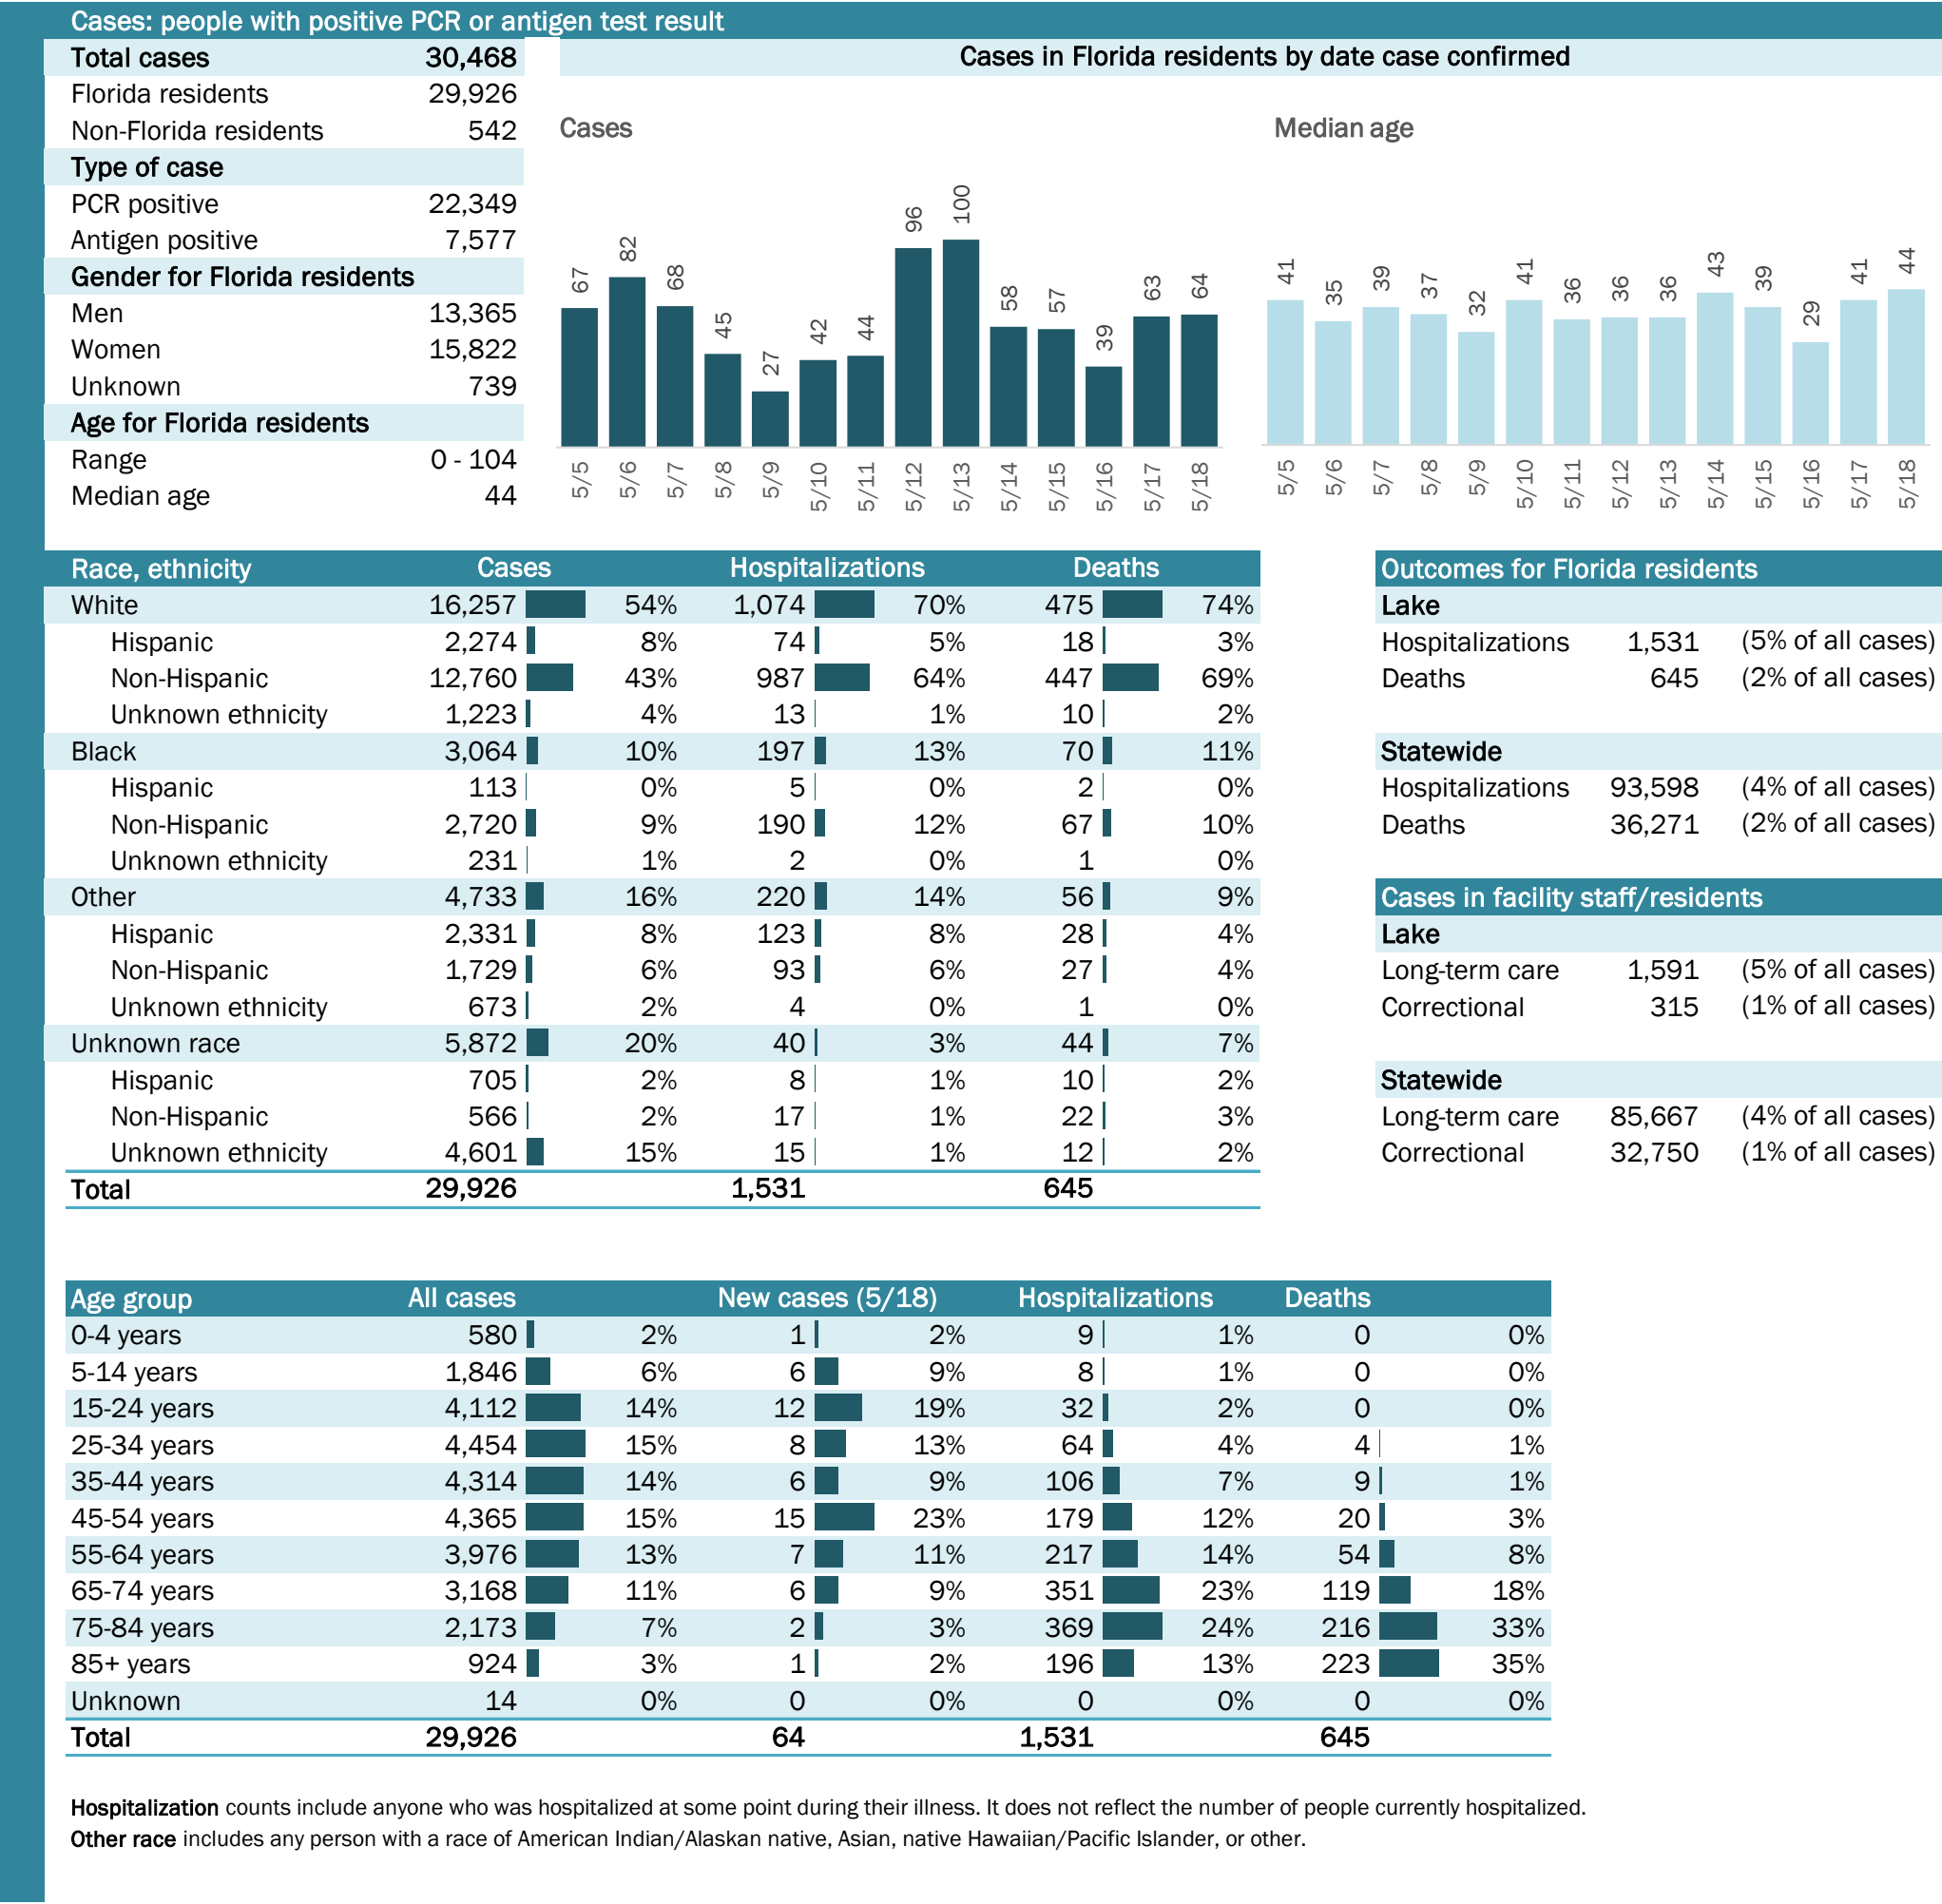 Cases: people with positive PCR or antigen test result
Total cases 30,468
Florida residents 29,926
Non-Florida residents 542
Type of case
PCR positive 22,349
Antigen positive 7,577
Gender for Florida residents
Men 13,365
Women 15,822
Unknown 739
Age for Florida residents
Range 0 - 104
Median age 44
Cases in Florida residents by date case confirmed
Cases
67 82 68 45 27 42 44 96 100 58 57 39 63 64
5/5 5/6 5/7 5/8 5/9 5/10 5/11 5/12 5/13 5/14 5/15 5/16 5/17 5/18
Median age
41 35 39 37 32 41 36 36 36 43 39 29 41 44
5/5 5/6 5/7 5/8 5/9 5/10 5/11 5/12 5/13 5/14 5/15 5/16 5/17 5/18
Race, ethnicity Cases Hospitalizations Deaths
White 16,257 54% 1,074 70% 475 74%
Hispanic 2,274 8% 74 5% 18 3%
Non-Hispanic 12,760 43% 987 64% 447 69%
Unknown ethnicity 1,223 4% 13 1% 10 2%
Black 3,064 10% 197 13% 70 11%
Hispanic 113 0% 5 0% 2 0%
Non-Hispanic 2,720 9% 190 12% 67 10%
Unknown ethnicity 231 1% 2 0% 1 0%
Other 4,733 16% 220 14% 56 9%
Hispanic 2,331 8% 123 8% 28 4%
Non-Hispanic 1,729 6% 93 6% 27 4%
Unknown ethnicity 673 2% 4 0% 1 0%
Unknown race 5,872 20% 40 3% 44 7%
Hispanic 705 2% 8 1% 10 2%
Non-Hispanic 566 2% 17 1% 22 3%
Unknown ethnicity 4,601 15% 15 1% 12 2%
Total 29,926 1,531 645
Outcomes for Florida residents
Lake
Hospitalizations 1,531 (5% of all cases)
Deaths 645 (2% of all cases)
Statewide
Hospitalizations 93,598 (4% of all cases)
Deaths 36,271 (2% of all cases)
Cases in facility staff/residents
Lake
Long-term care 1,591 (5% of all cases)
Correctional 315 (1% of all cases)
Statewide
Long-term care 85,667 (4% of all cases)
Correctional 32,750 (1% of all cases)
Age group All cases New cases (5/18) Hospitalizations Deaths
0-4 years 580 2% 1 2% 9 1% 0 0%
5-14 years 1,846 6% 6 9% 8 1% 0 0%
15-24 years 4,112 14% 12 19% 32 2% 0 0%
25-34 years 4,454 15% 8 13% 64 4% 4 1%
35-44 years 4,314 14% 6 9% 106 7% 9 1%
45-54 years 4,365 15% 15 23% 179 12% 20 3%
55-64 years 3,976 13% 7 11% 217 14% 54 8%
65-74 years 3,168 11% 6 9% 351 23% 119 18%
75-84 years 2,173 7% 2 3% 369 24% 216 33%
85+ years 924 3% 1 2% 196 13% 223 35%
Unknown 14 0% 0 0% 0 0% 0 0%
Total 29,926 64 1,531 645
Hospitalization counts include anyone who was hospitalized at some point during their illness. It does not reflect the number of people currently hospitalized.
Other race includes any person with a race of American Indian/Alaskan native, Asian, native Hawaiian/Pacific Islander, or other.